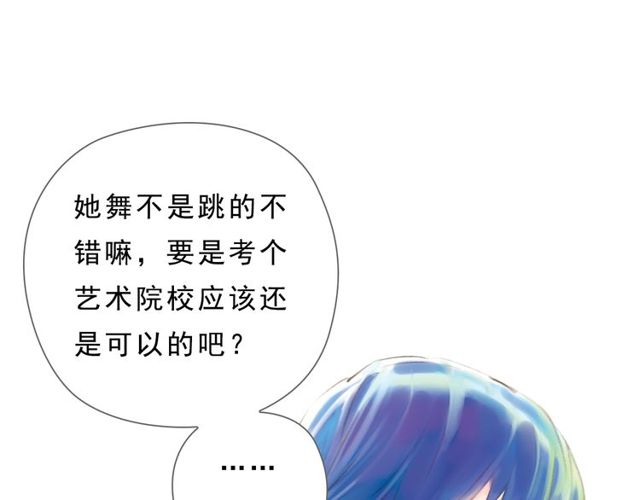 她舞不是跳的不
错嘛，要是考个
艺术院校应该还
是可以的吧？
……